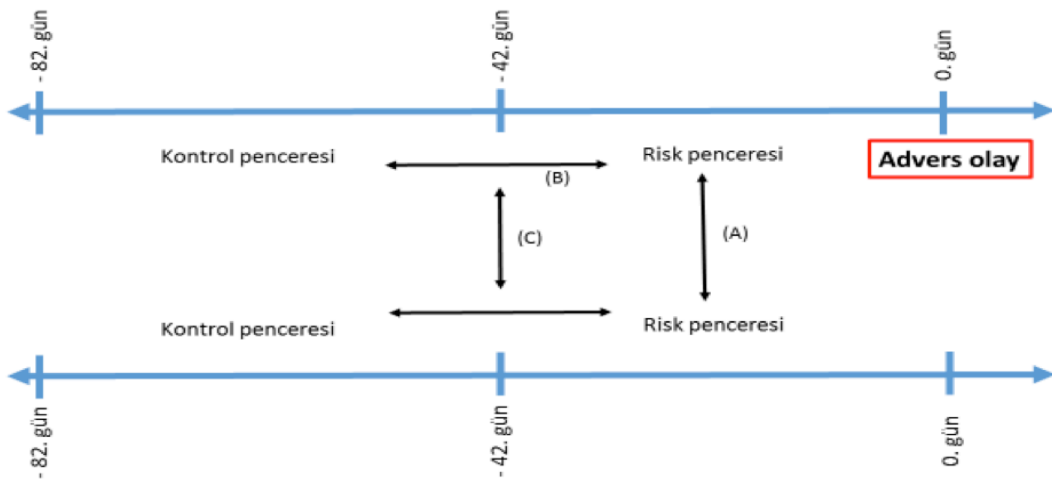 - 82. gün
- 42. gün
0. gün
Kontrol penceresi
Risk penceresi
Advers olay
(B)
(C)
(A)
Kontrol penceresi
Risk penceresi
- 82. gün
- 42. gün
0. gün